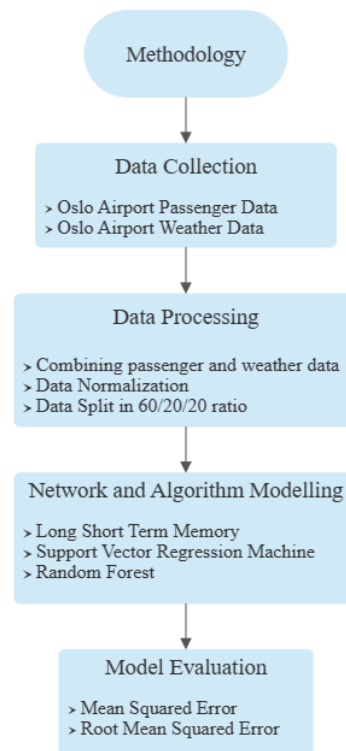 Methodology
Data Collection
➢ Oslo Airport Passenger Data
➢ Oslo Airport Weather Data
Data Processing
➢ Combining passenger and weather data
➢ Data Normalization
➢ Data Split in 60/20/20 ratio
Network and Algorithm Modelling
➢ Long Short Term Memory
➢ Support Vector Regression Machine
➢ Random Forest
Model Evaluation
➢ Mean Squared Error
➢ Root Mean Squared Error